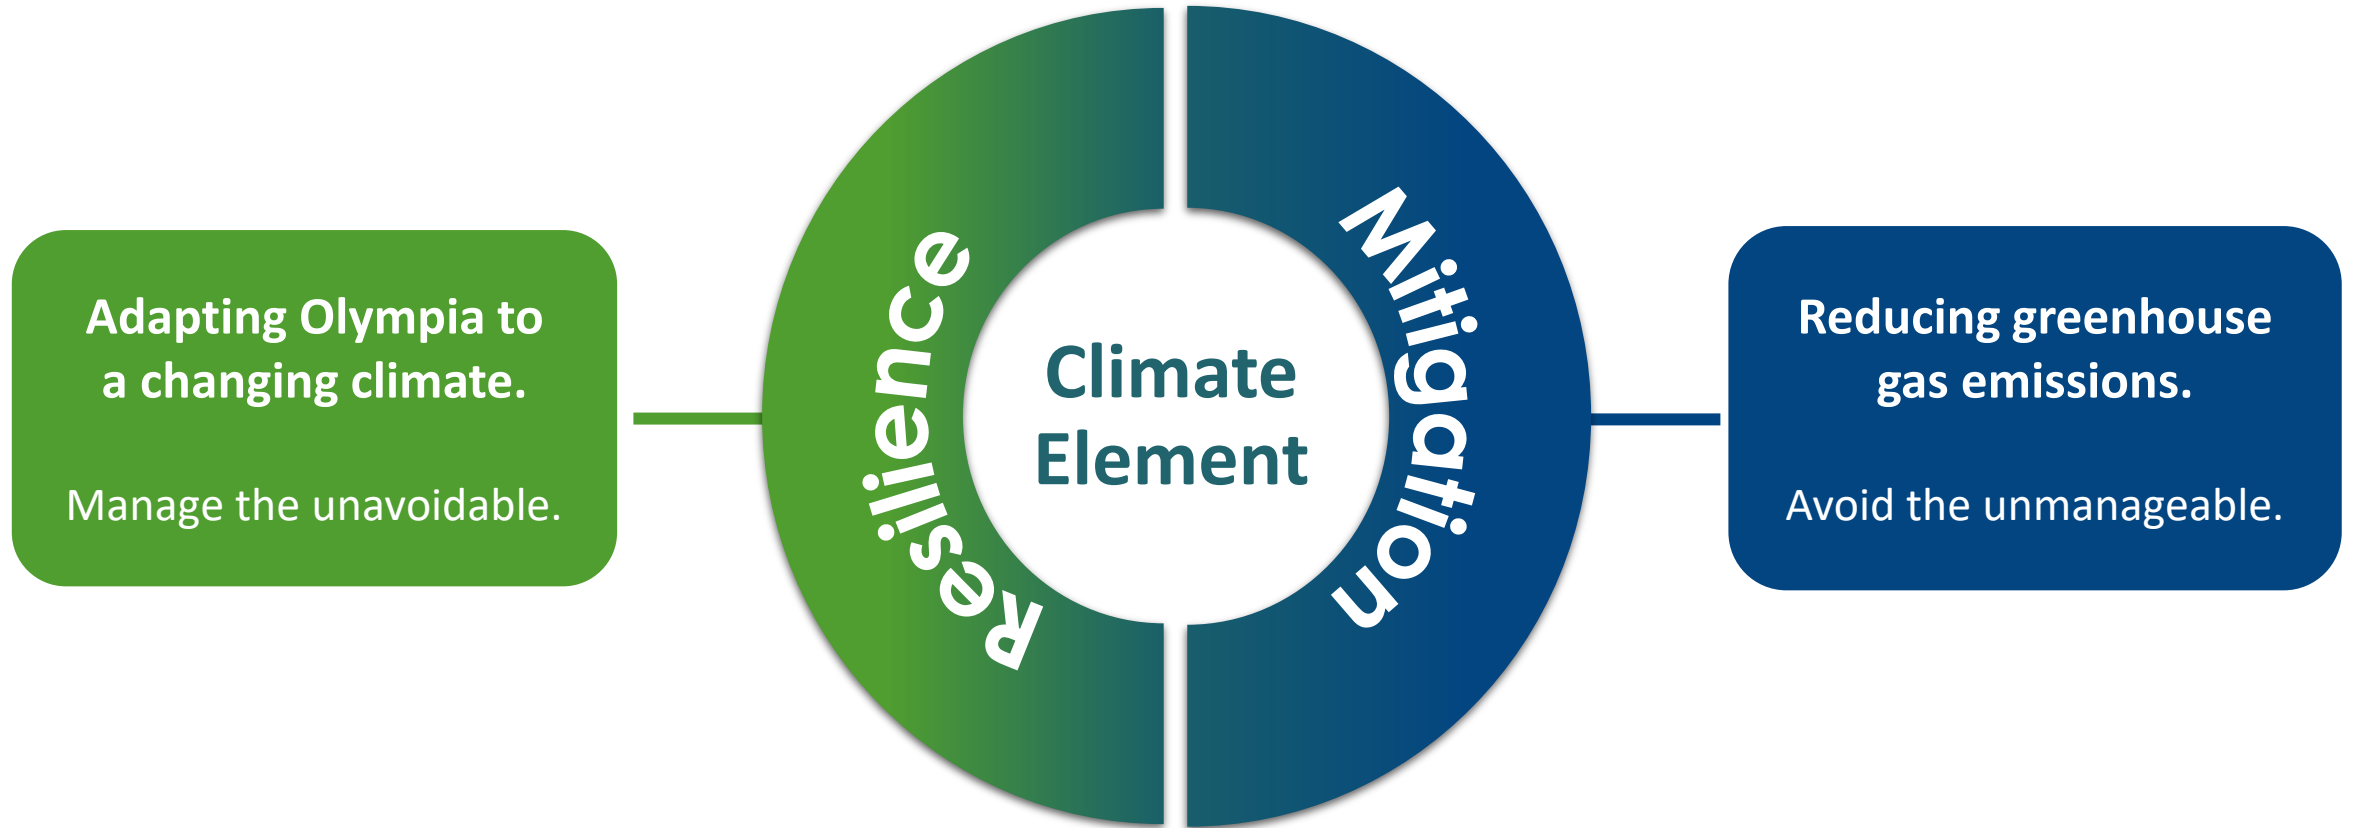 Adapting Olympia to
a changing climate.
Manage the unavoidable.
Resilience
Climate
Element
Mitigation
Reducing greenhouse
gas emissions.
Avoid the unmanageable.